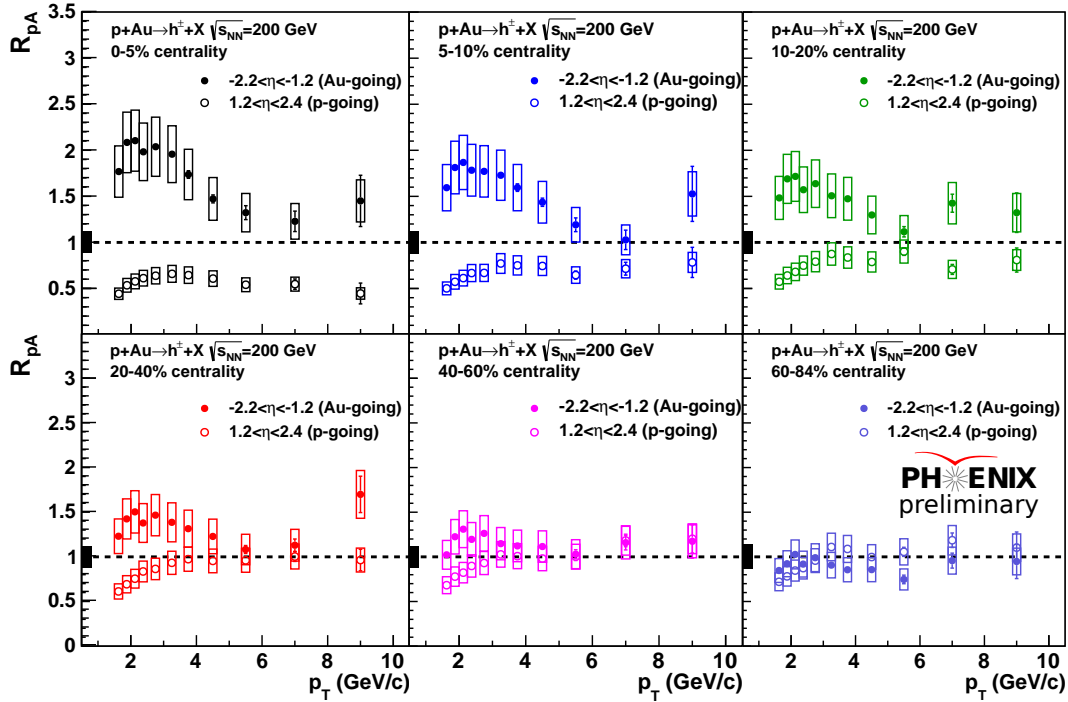 R_pA
3.5
3
2.5
2
1.5
1
0.5
p+Au→h±+X √s_NN=200 GeV
0-5% centrality
-2.2<η<-1.2 (Au-going)
1.2<η<2.4 (p-going)
p+Au→h±+X √s_NN=200 GeV
5-10% centrality
-2.2<η<-1.2 (Au-going)
1.2<η<2.4 (p-going)
p+Au→h±+X √s_NN=200 GeV
10-20% centrality
-2.2<η<-1.2 (Au-going)
1.2<η<2.4 (p-going)
R_pA
3
2.5
2
1.5
1
0.5
0
p+Au→h±+X √s_NN=200 GeV
20-40% centrality
-2.2<η<-1.2 (Au-going)
1.2<η<2.4 (p-going)
2 4 6 8 10
p_T (GeV/c)
p+Au→h±+X √s_NN=200 GeV
40-60% centrality
-2.2<η<-1.2 (Au-going)
1.2<η<2.4 (p-going)
2 4 6 8 10
p_T (GeV/c)
p+Au→h±+X √s_NN=200 GeV
60-84% centrality
-2.2<η<-1.2 (Au-going)
1.2<η<2.4 (p-going)
PHENIX
preliminary
2 4 6 8 10
p_T (GeV/c)